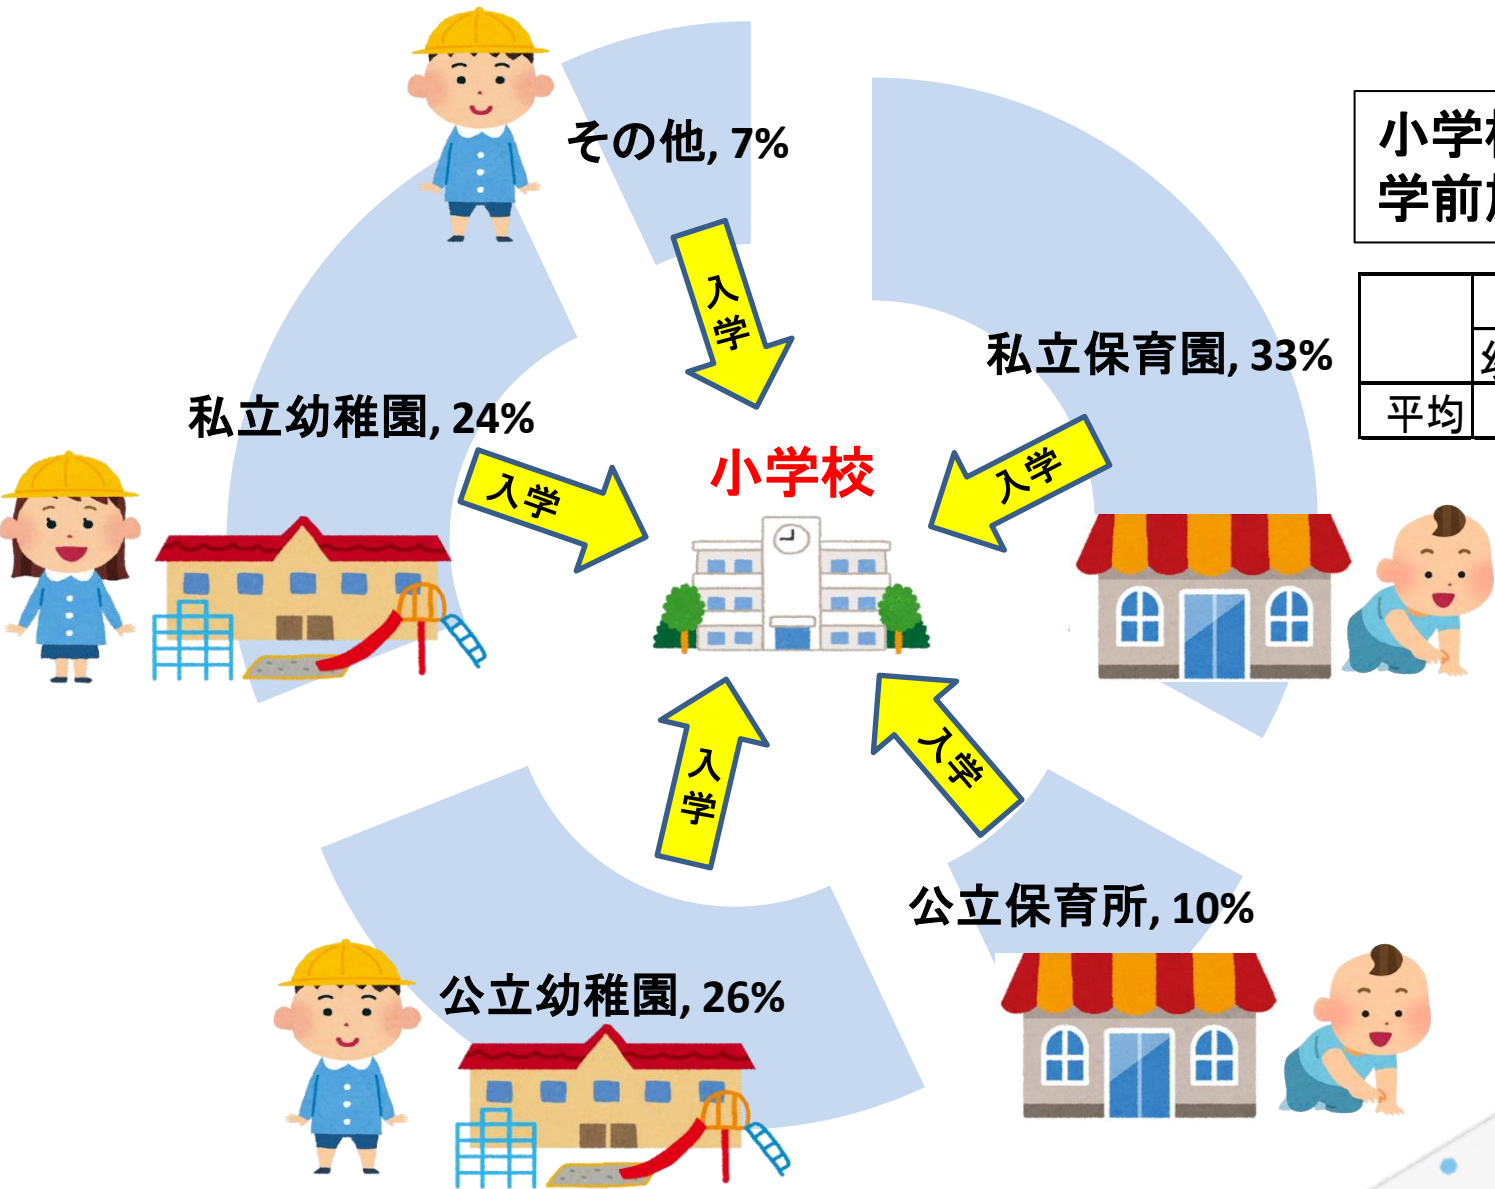 その他, 7%
入学
私立保育園, 33%
入学
私立幼稚園, 24%
入学
小学校
入学
公立保育所, 10%
入学
公立幼稚園, 26%
小学
学前
平均